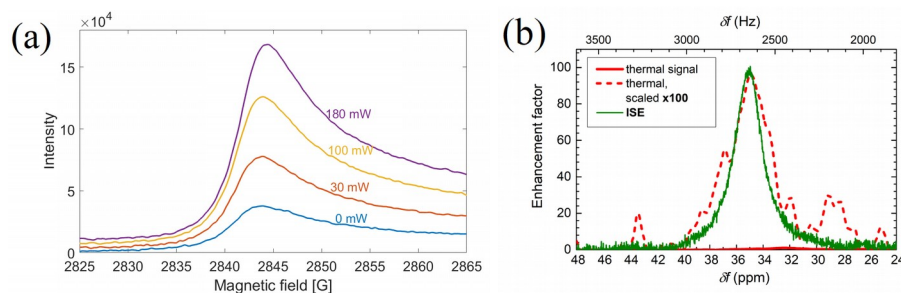 (a)
×10⁴
15
10
5
0
Intensity
180 mW
100 mW
30 mW
0 mW
2825 2830 2835 2840 2845 2850 2855 2860 2865
Magnetic field [G]
(b)
δf (Hz)
3500 3000 2500 2000
thermal signal
thermal,
scaled x100
ISE
100
80
60
40
20
0
Enhancement factor
48 46 44 42 40 38 36 34 32 30 28 26 24
δf (ppm)